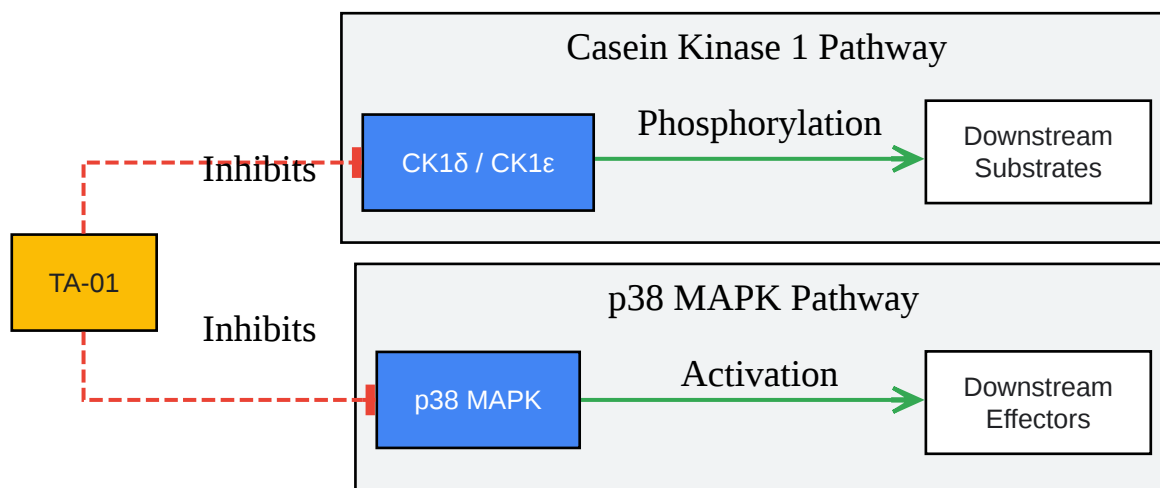 Casein Kinase 1 Pathway
Phosphorylation
Inhibits
CK1δ / CK1ε
Downstream
Substrates
TA-01
p38 MAPK Pathway
Inhibits
Activation
p38 MAPK
Downstream
Effectors